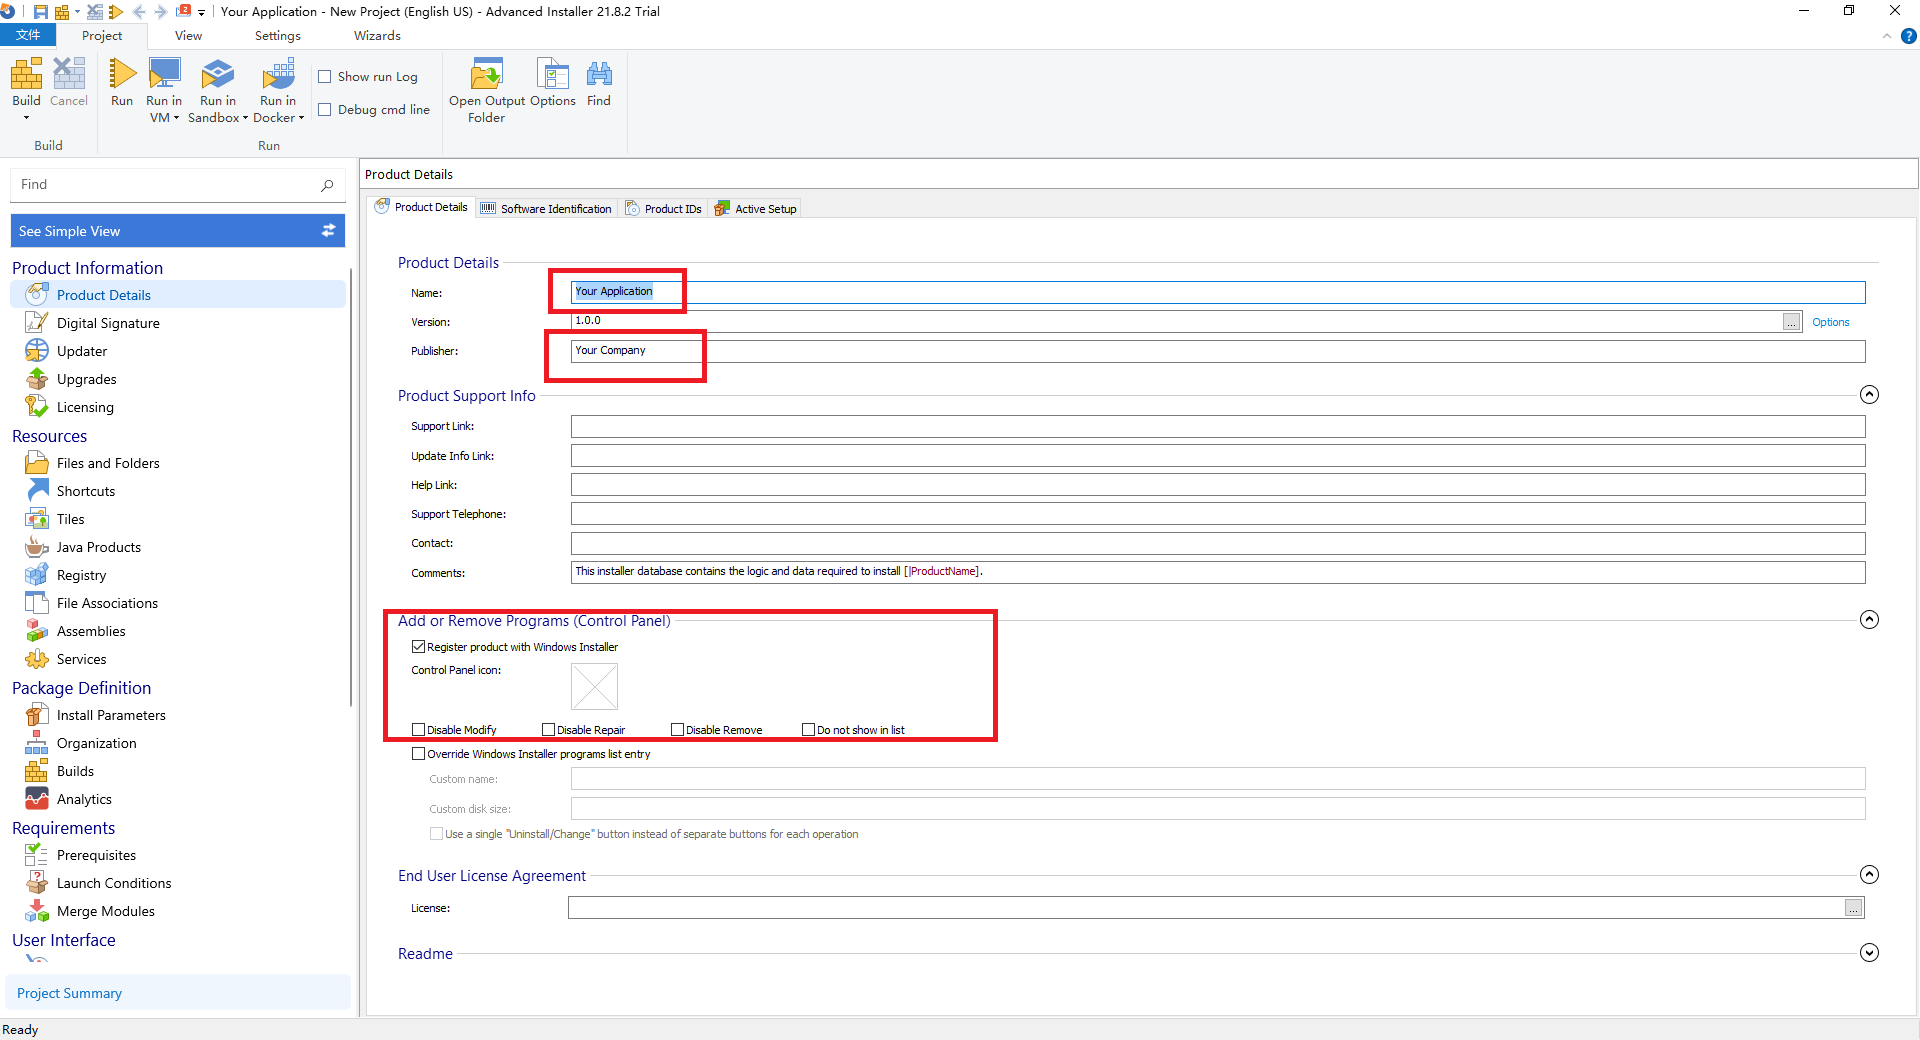 2
Your Application - New Project (English US) - Advanced Installer 21.8.2 Trial
文件
Project
View
Settings
Wizards
?
Build
Cancel
Run
Run in VM
Run in Sandbox
Run in Docker
Show run Log
Debug cmd line
Open Output Folder
Options
Find
Build
Run
Find
See Simple View
Product Information
Product Details
Digital Signature
Updater
Upgrades
Licensing
Resources
Files and Folders
Shortcuts
Tiles
Java Products
Registry
File Associations
Assemblies
Services
Package Definition
Install Parameters
Organization
Builds
Analytics
Requirements
Prerequisites
Launch Conditions
Merge Modules
User Interface
Project Summary
Ready
Product Details
Product Details
Software Identification
Product IDs
Active Setup
Product Details
Name: Your Application
Version: 1.0.0 ... Options
Publisher: Your Company
Product Support Info
Support Link:
Update Info Link:
Help Link:
Support Telephone:
Contact:
Comments: This installer database contains the logic and data required to install [|ProductName].
Add or Remove Programs (Control Panel)
Register product with Windows Installer
Control Panel icon:
Disable Modify Disable Repair Disable Remove Do not show in list
Override Windows Installer programs list entry
Custom name:
Custom disk size:
Use a single "Uninstall/Change" button instead of separate buttons for each operation
End User License Agreement
License: ...
Readme